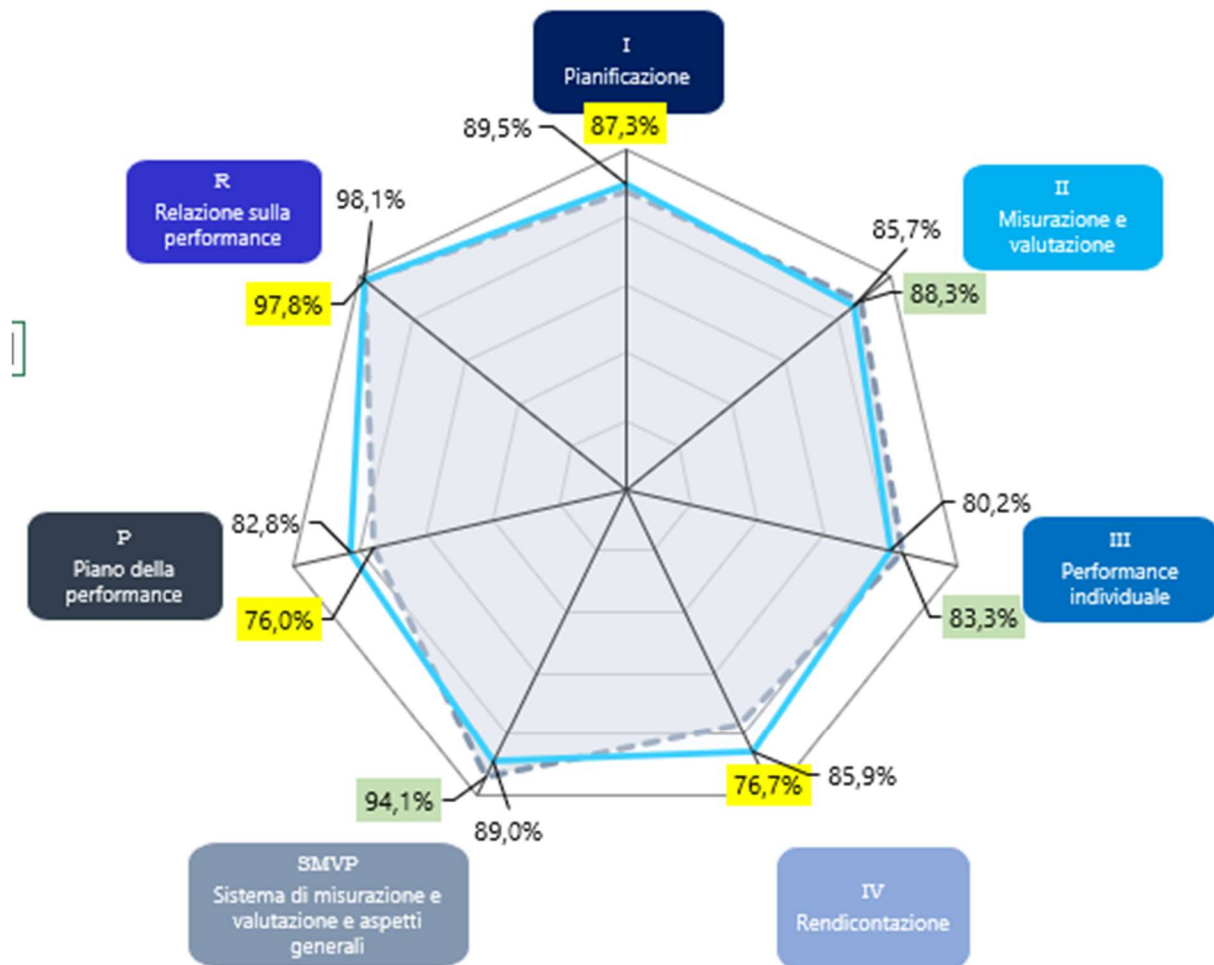 I
Pianificazione
89,5%
87,3%
R
Relazione sulla
performance
98,1%
97,8%
II
Misurazione e
valutazione
85,7%
88,3%
]
P
Piano della
performance
82,8%
76,0%
80,2%
III
Performance
individuale
83,3%
94,1%
89,0%
76,7%
85,9%
SMVP
Sistema di misurazione e
valutazione e aspetti
generali
IV
Rendicontazione